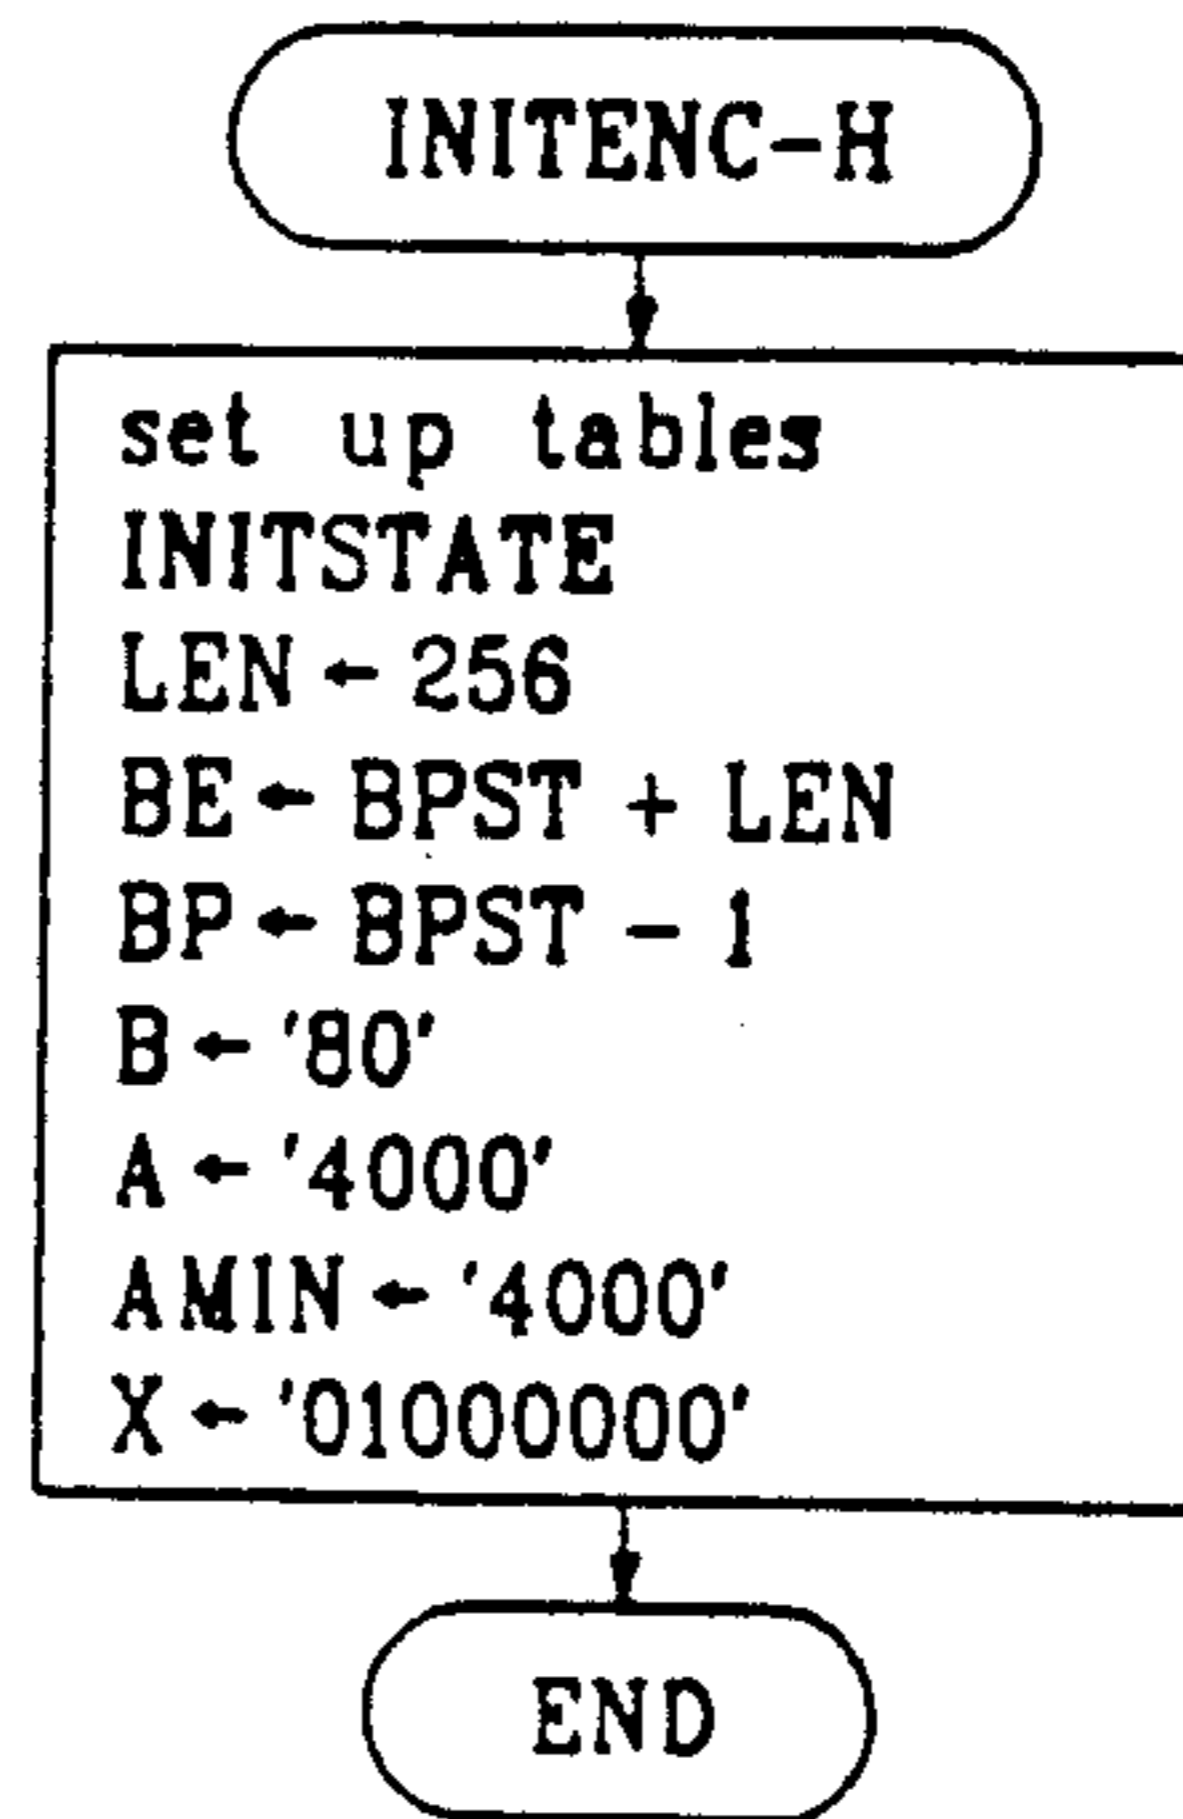 INITENC-H
set up tables
INITSTATE
LEN ← 256
BE ← BPST + LEN
BP ← BPST - 1
B ← '80'
A ← '4000'
AMIN ← '4000'
X ← '01000000'
END